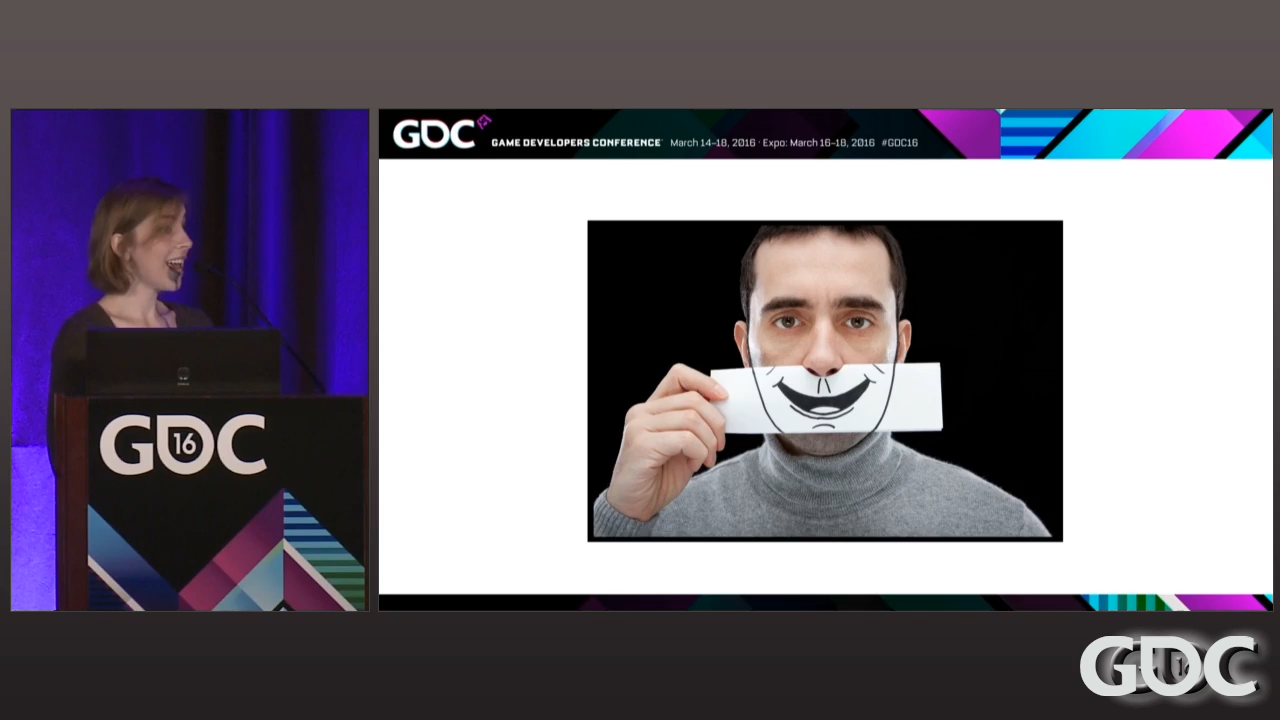 GDC
GAME DEVELOPERS CONFERENCE March 14–18, 2016 · Expo: March 16–18, 2016 #GDC16
GDC
16
GDC